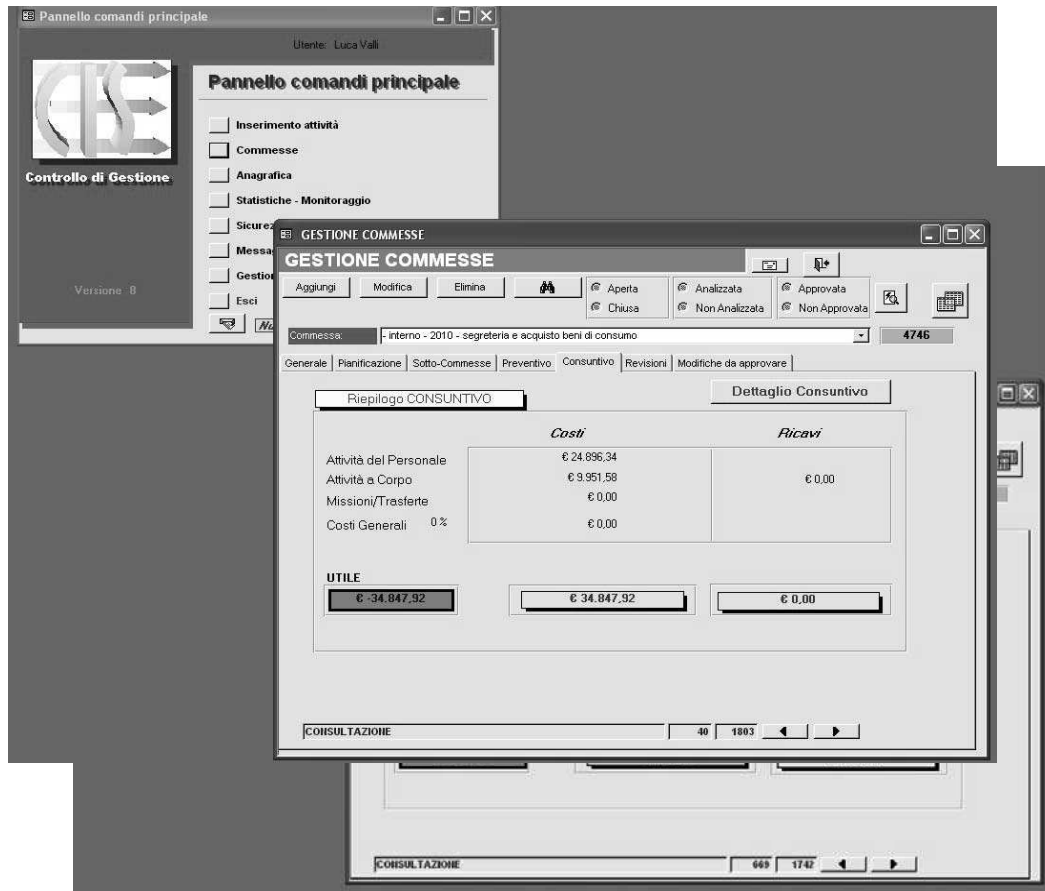 Pannello comandi principale
Utente: Luca Valli
Pannello comandi principale
Controllo di Gestione
Versione 8
Inserimento attività
Commesse
Anagrafica
Statistiche - Monitoraggio
Esci
GESTIONE COMMESSE
GESTIONE COMMESSE
Aggiungi Modifica Elimina Aperta Analizzata Approvata
Chiusa Non Analizzata Non Approvata
Commessa: - interno - 2010 - segreteria e acquisto beni di consumo 4746
Generale Pianificazione Sotto-Commesse Preventivo Consuntivo Revisioni Modifiche da approvare
Riepilogo CONSUNTIVO Dettaglio Consuntivo
Costi Ricavi
Attività del Personale € 24.896,34
Attività a Corpo € 9.951,58 € 0,00
Missioni/Trasferte € 0,00
Costi Generali 0 % € 0,00
UTILE
€ -34.847,92 € 34.847,92 € 0,00
CONSULTAZIONE 40 1803
CONSULTAZIONE 669 1742